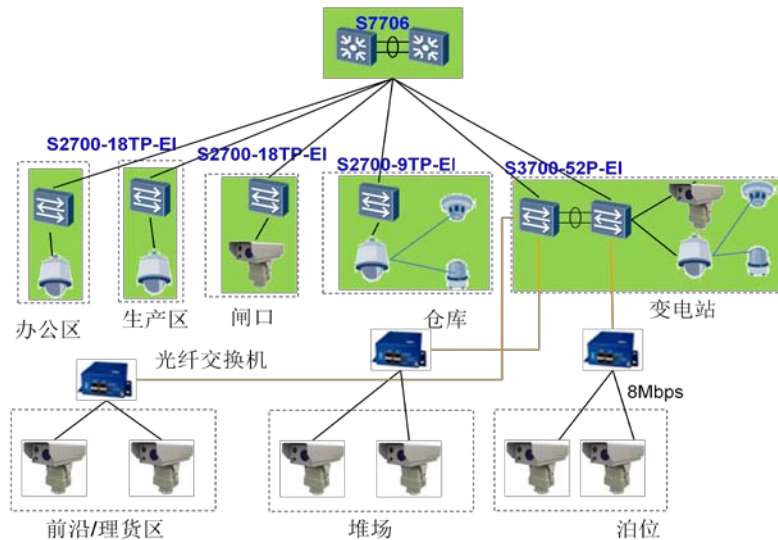 S7706
S2700-18TP-EI
S2700-18TP-EI
S2700-9TP-EI
S3700-52P-EI
办公区
生产区
闸口
仓库
变电站
光纤交换机
8Mbps
前沿/理货区
堆场
泊位